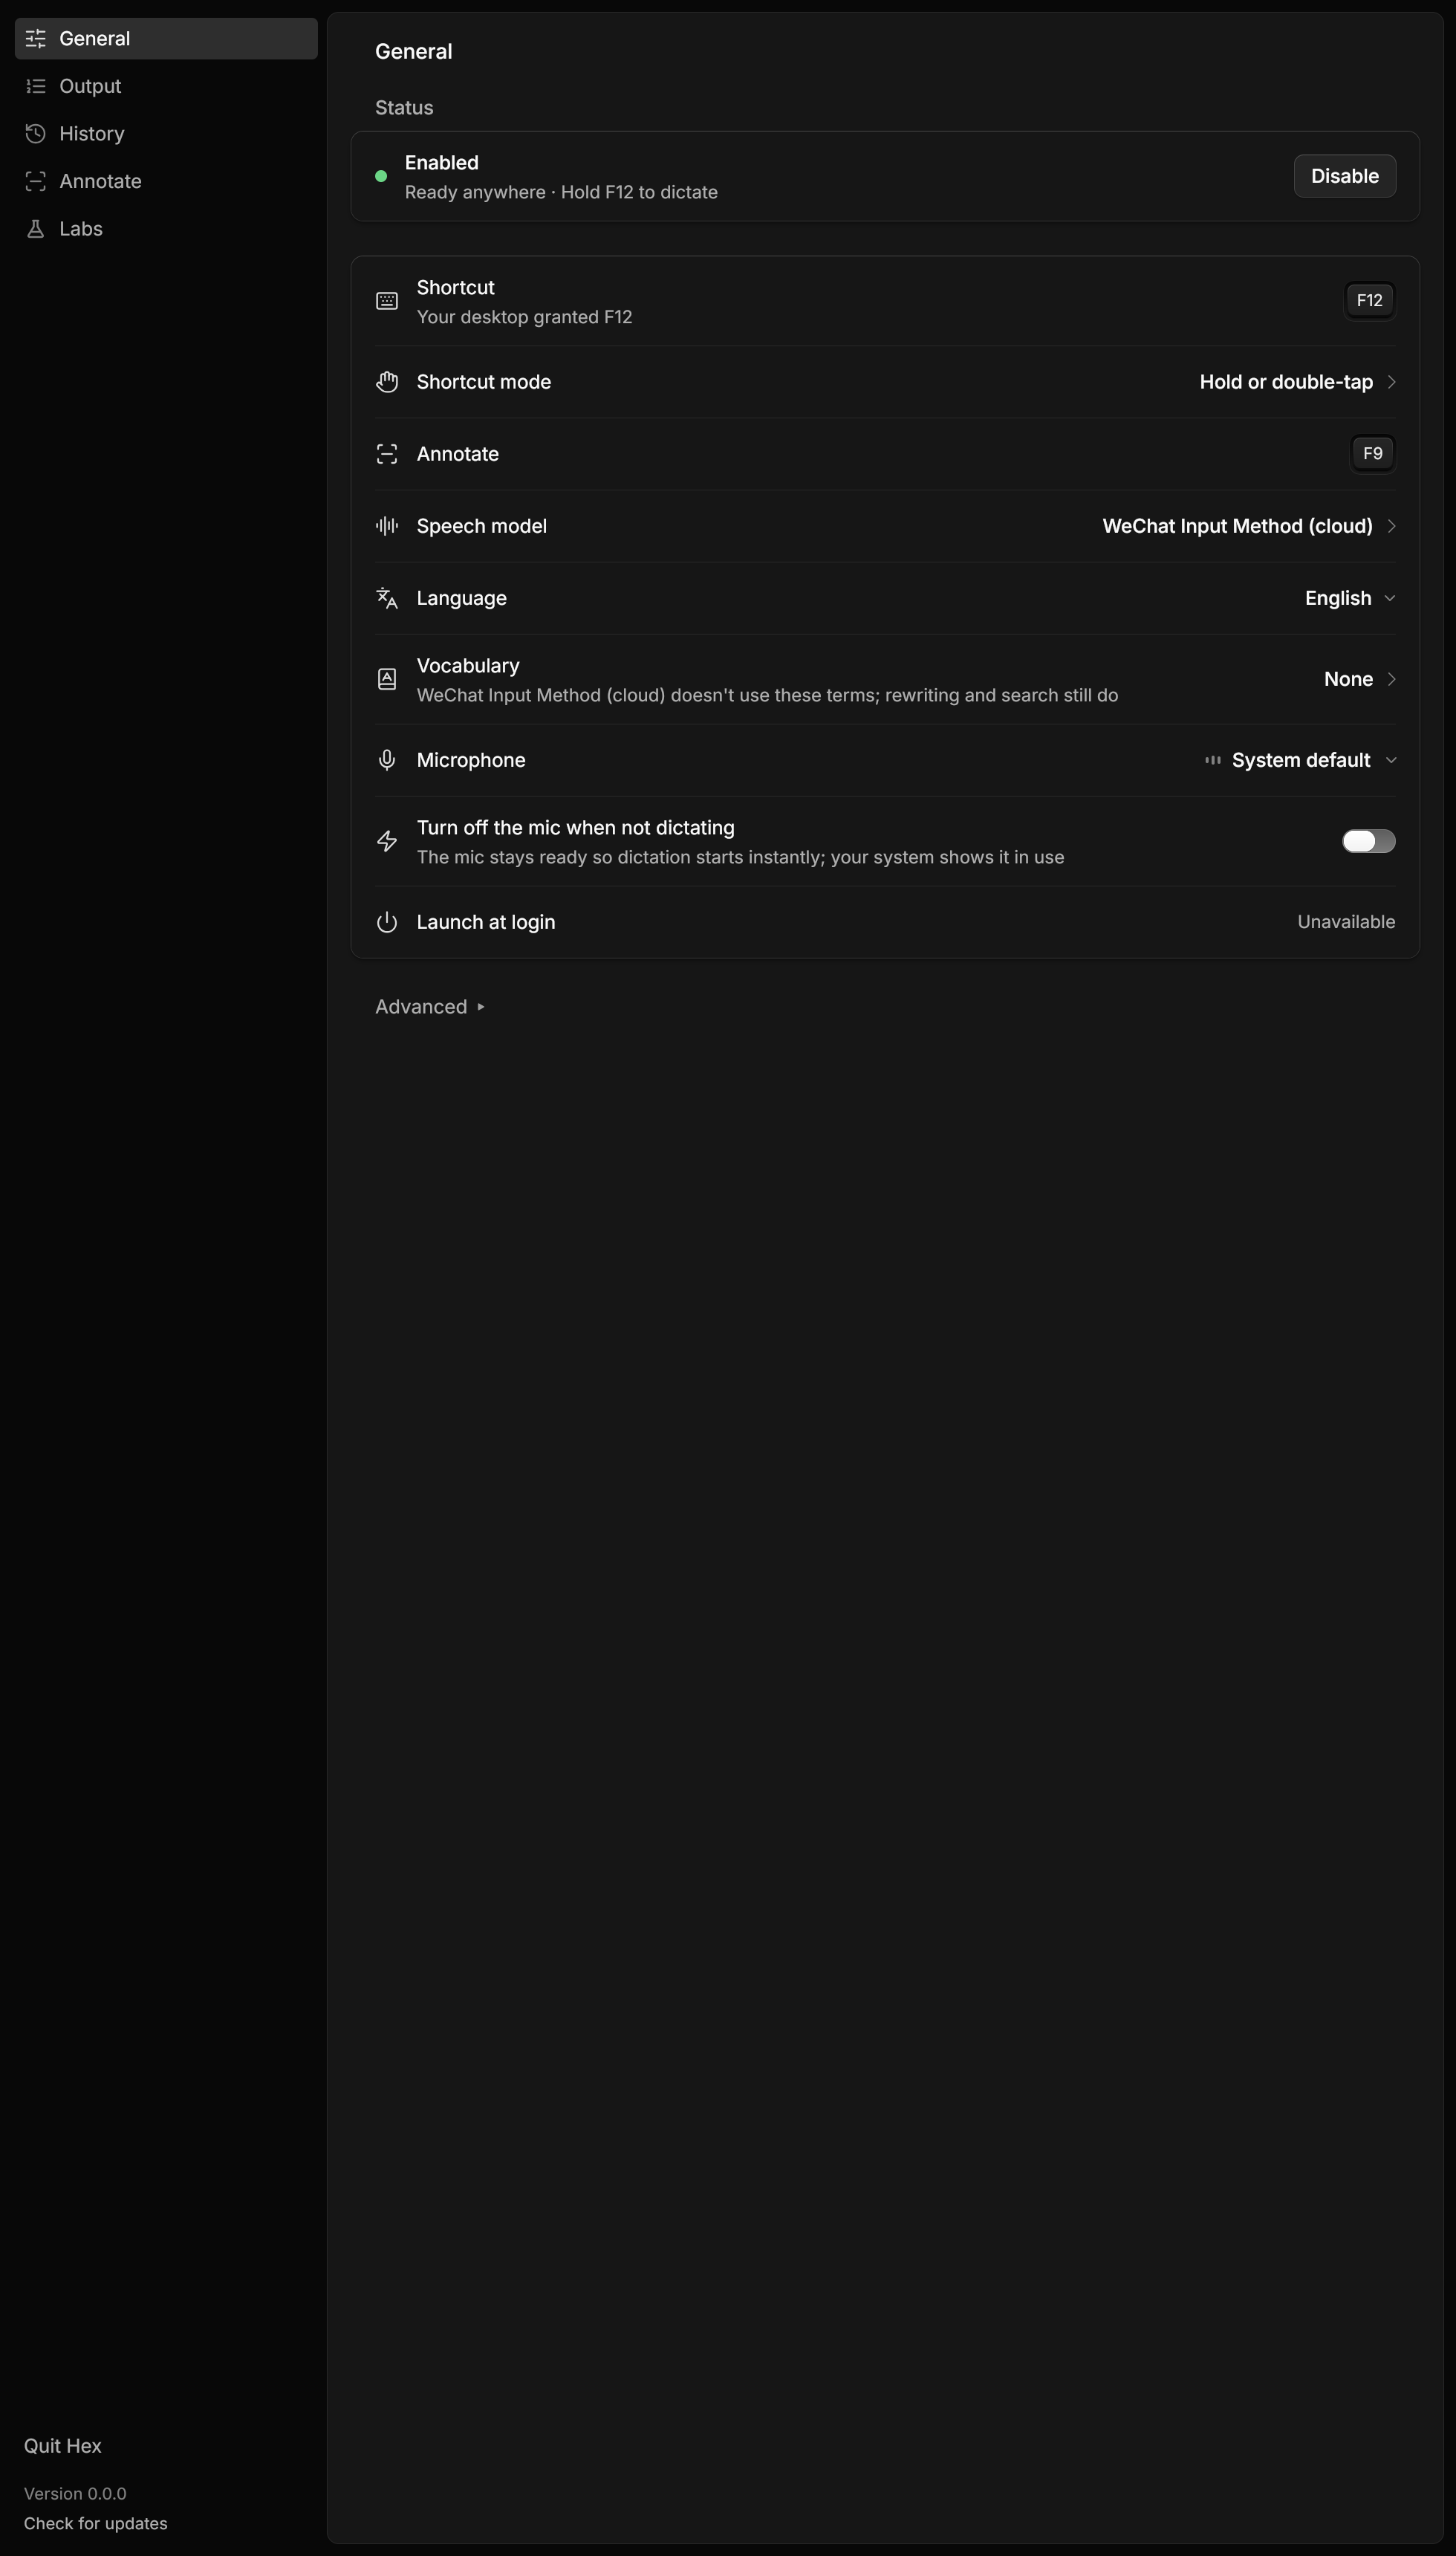 General
Output
History
Annotate
Labs
General
Status
Enabled
Ready anywhere · Hold F12 to dictate
Disable
Shortcut
Your desktop granted F12
F12
Shortcut mode
Hold or double-tap
Annotate
F9
Speech model
WeChat Input Method (cloud)
Language
English
Vocabulary
WeChat Input Method (cloud) doesn't use these terms; rewriting and search still do
None
Microphone
System default
Turn off the mic when not dictating
The mic stays ready so dictation starts instantly; your system shows it in use
Launch at login
Unavailable
Advanced
Quit Hex
Version 0.0.0
Check for updates